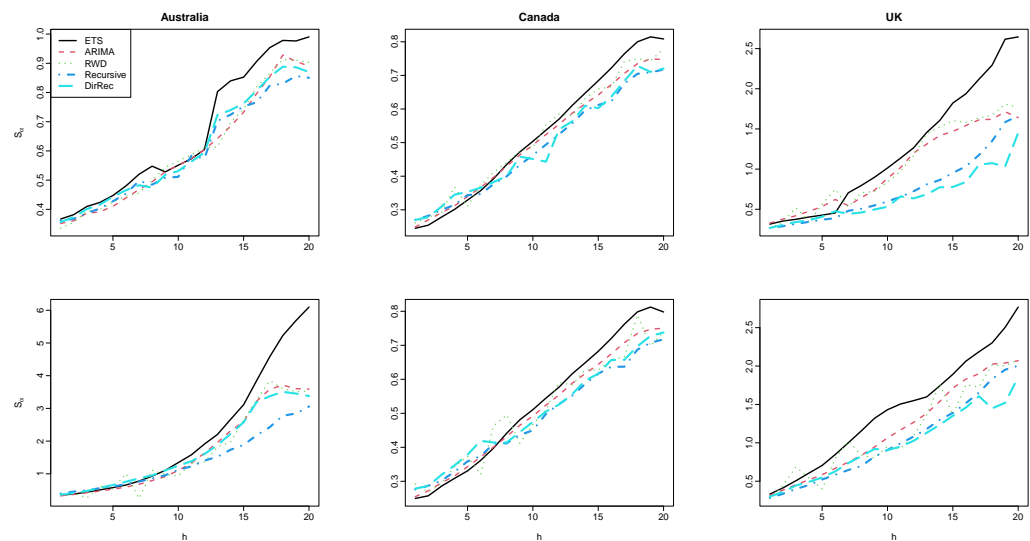 Australia
Canada
UK
ETS
ARIMA
RWD
Recursive
DirRec
Sα
0.4 0.5 0.6 0.7 0.8 0.9 1.0
5 10 15 20
0.3 0.4 0.5 0.6 0.7 0.8
5 10 15 20
0.5 1.0 1.5 2.0 2.5
5 10 15 20
Sα
1 2 3 4 5 6
5 10 15 20
h
0.3 0.4 0.5 0.6 0.7 0.8
5 10 15 20
h
0.5 1.0 1.5 2.0 2.5
5 10 15 20
h